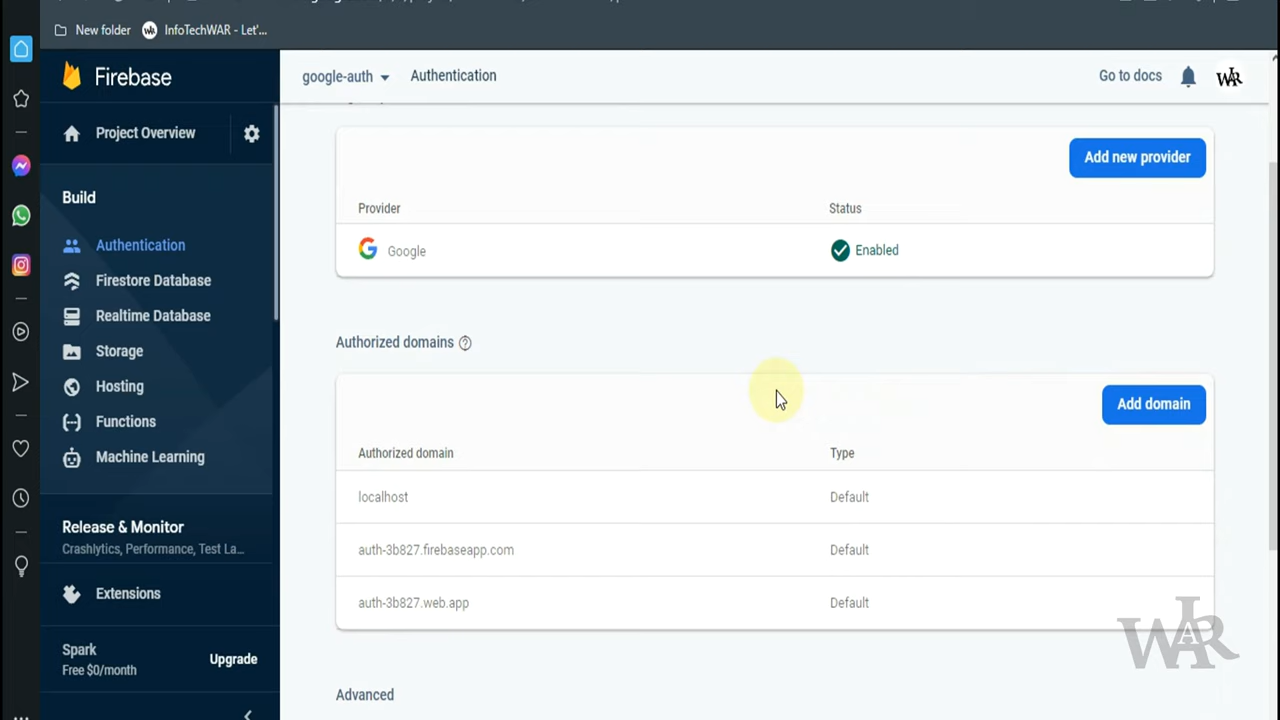 New folder
InfoTechWAR - Let'...
Firebase
google-auth
Authentication
Go to docs
WAR
Project Overview
Build
Authentication
Firestore Database
Realtime Database
Storage
Hosting
Functions
Machine Learning
Release & Monitor
Crashlytics, Performance, Test La...
Extensions
Spark
Free $0/month
Upgrade
Add new provider
Provider
Status
Google
Enabled
Authorized domains
Add domain
Authorized domain
Type
localhost
Default
auth-3b827.firebaseapp.com
Default
auth-3b827.web.app
Default
Advanced
WAR